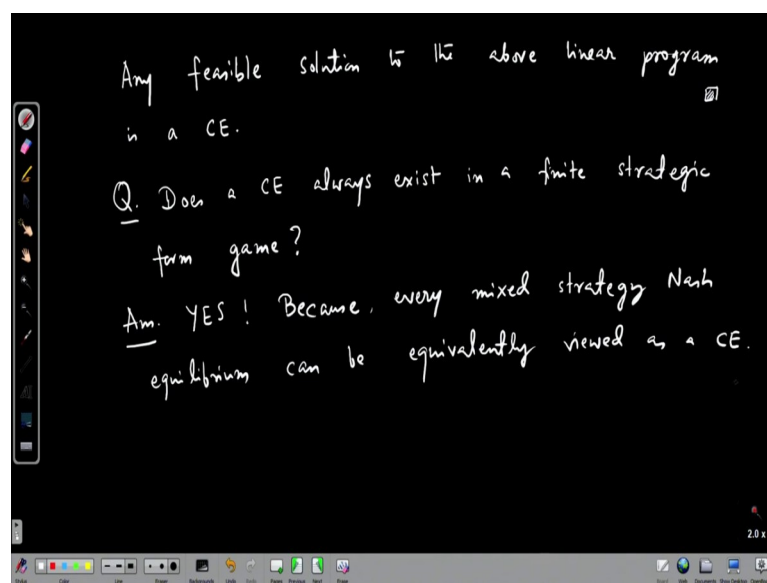 Any feasible solution to the above linear program
is a CE.
Q. Does a CE always exist in a finite strategic
form game?
Ans. YES! Because, every mixed strategy Nash
equilibrium can be equivalently viewed as a CE.
2.0 x